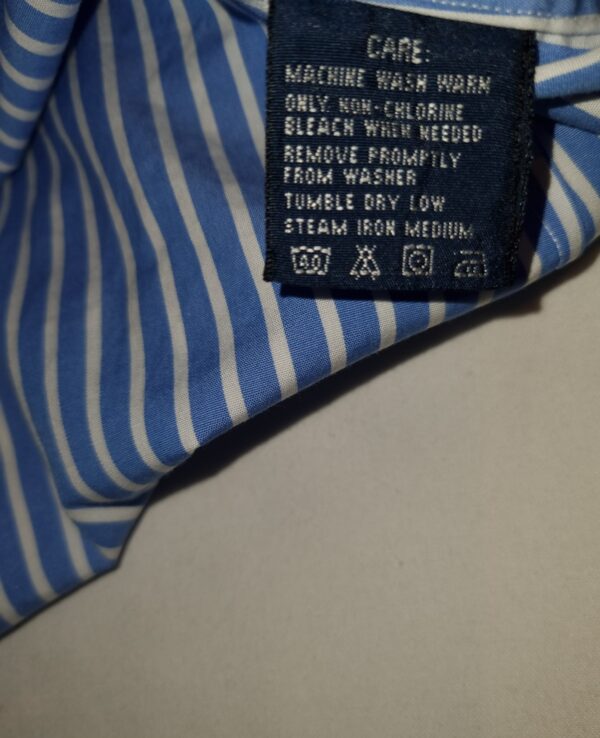 CARE:
MACHINE WASH WARM
ONLY NON-CHLORINE
BLEACH WHEN NEEDED
REMOVE PROMPTLY
FROM WASHER
TUMBLE DRY LOW
STEAM IRON MEDIUM
40